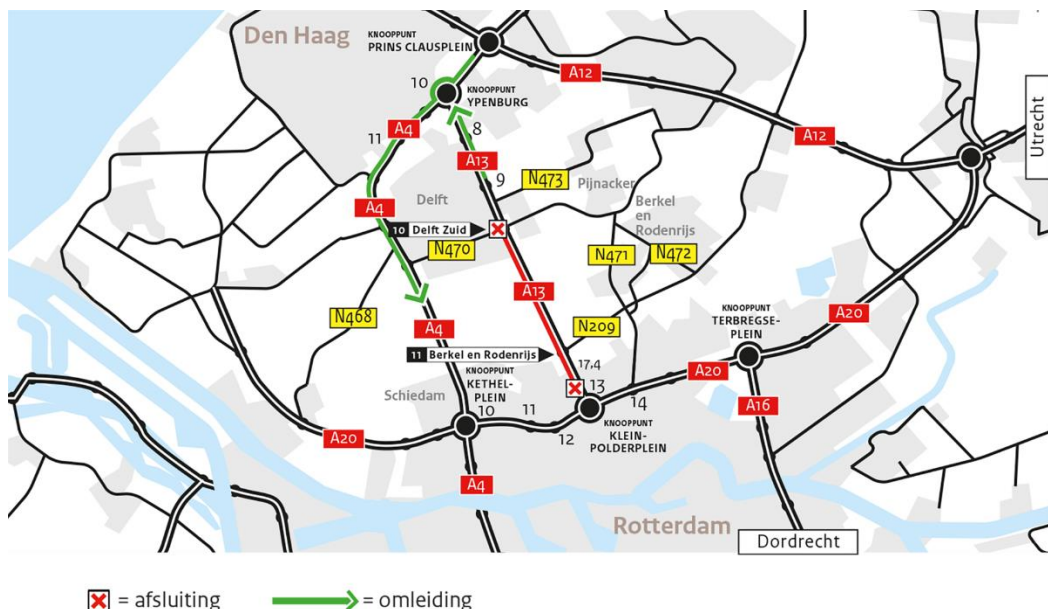 Den Haag
KNOOPPUNT
PRINS CLAUSPLEIN
A12
10
KNOOPPUNT
YPENBURG
Utrecht
11
A4
8
A12
A13
9
N473
Pijnacker
A4
Delft
Berkel
en
Rodenrijs
10 Delft Zuid
N470
N471
N472
A13
N468
A4
N209
KNOOPPUNT
TERBREGSE-
PLEIN
A20
11 Berkel en Rodenrijs
17,4
KNOOPPUNT
KETHEL-
PLEIN
A20
Schiedam
13
10
11
14
A16
A20
12
KNOOPPUNT
KLEIN-
POLDERPLEIN
A4
Rotterdam
Dordrecht
= afsluiting
= omleiding